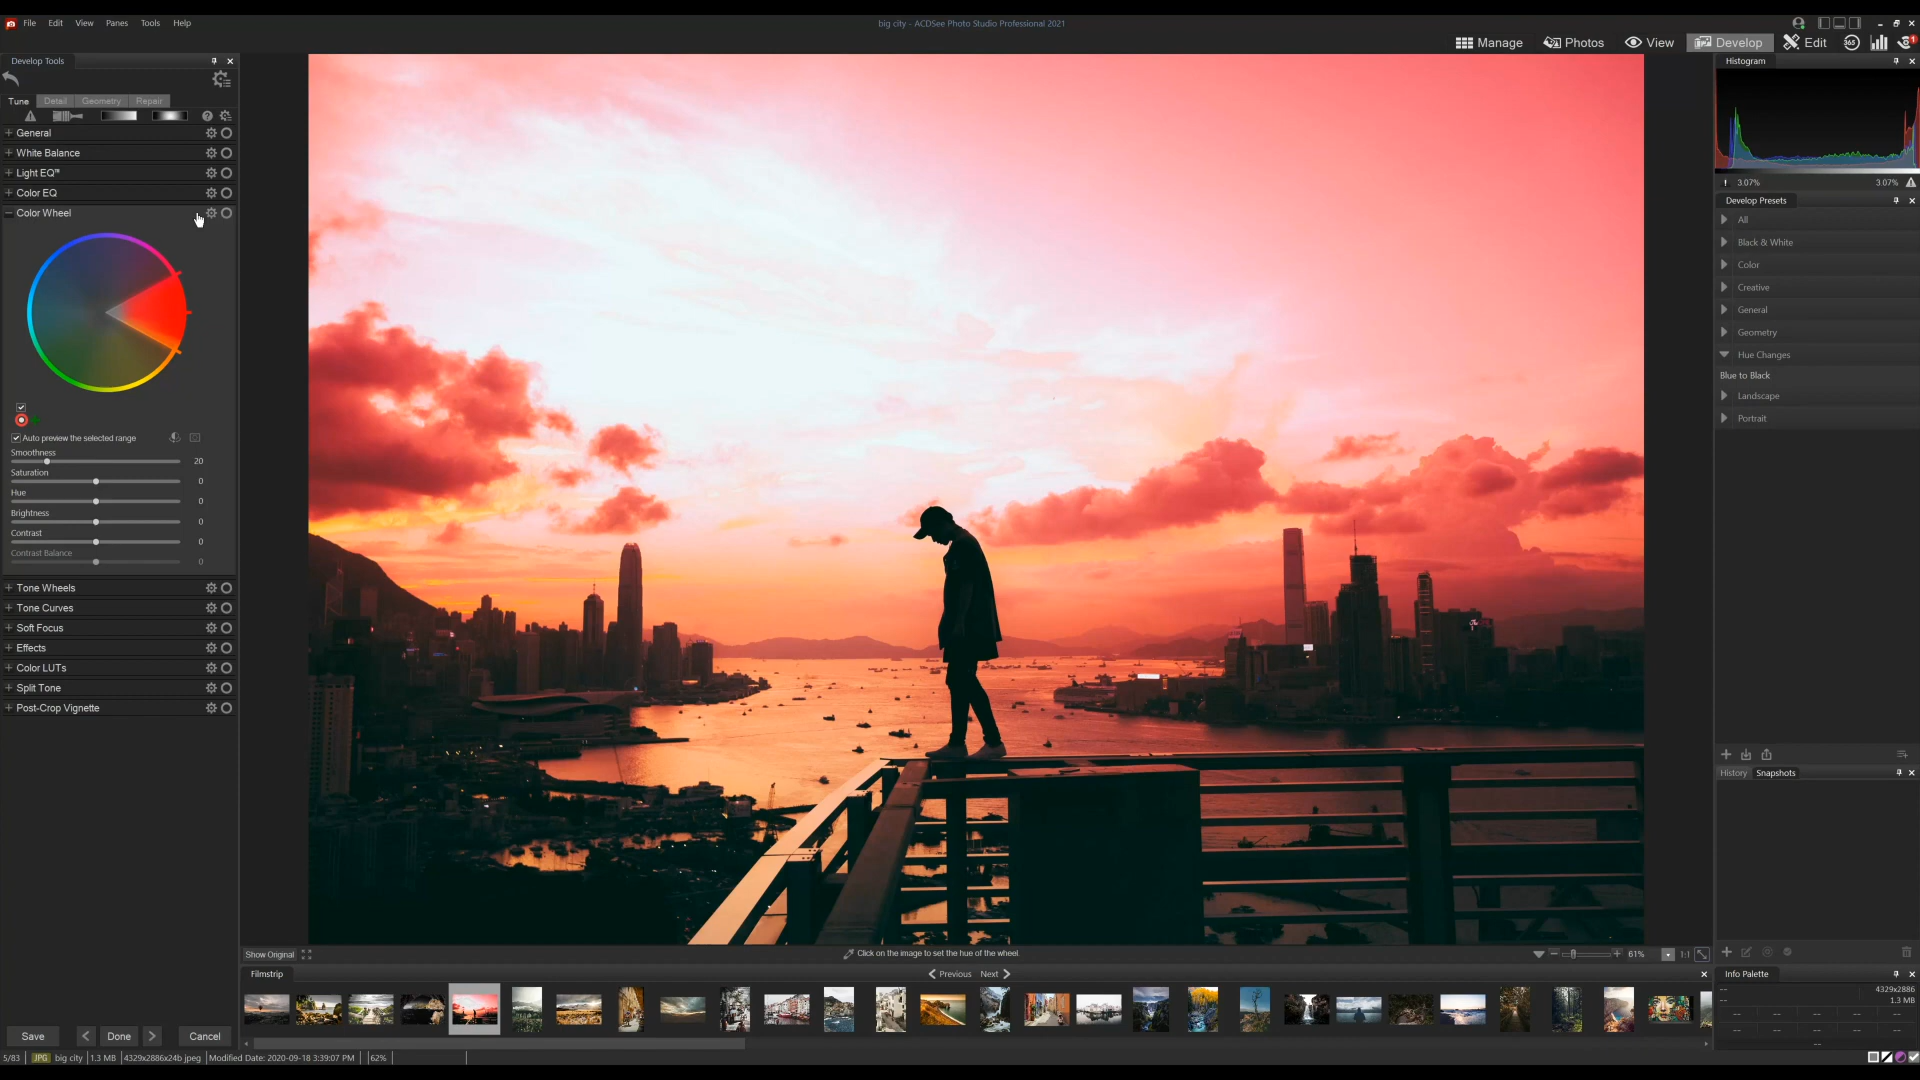 File Edit View Panes Tools Help
big city - ACDSee Photo Studio Professional 2021
Manage Photos View Develop Edit 365 1
Develop Tools
Tune Detail Geometry Repair
General
White Balance
Light EQ™
Color EQ
Color Wheel
Auto preview the selected range
Smoothness
20
Saturation
0
Hue
0
Brightness
0
Contrast
0
Contrast Balance
0
Tone Wheels
Tone Curves
Soft Focus
Effects
Color LUTs
Split Tone
Post-Crop Vignette
Save Done Cancel
Show Original
Click on the image to set the hue of the wheel.
61% 1:1
Filmstrip
Previous Next
Histogram
! 3.07% 3.07%
Develop Presets
All
Black & White
Color
Creative
General
Geometry
Hue Changes
Blue to Black
Landscape
Portrait
History Snapshots
Info Palette
-- 4329x2886
-- 1.3 MB
-- -- -- -- -- --
-- -- -- -- -- --
--
5/83 JPG big city 1.3 MB 4329x2886x24b jpeg Modified Date: 2020-09-18 3:39:07 PM 62%